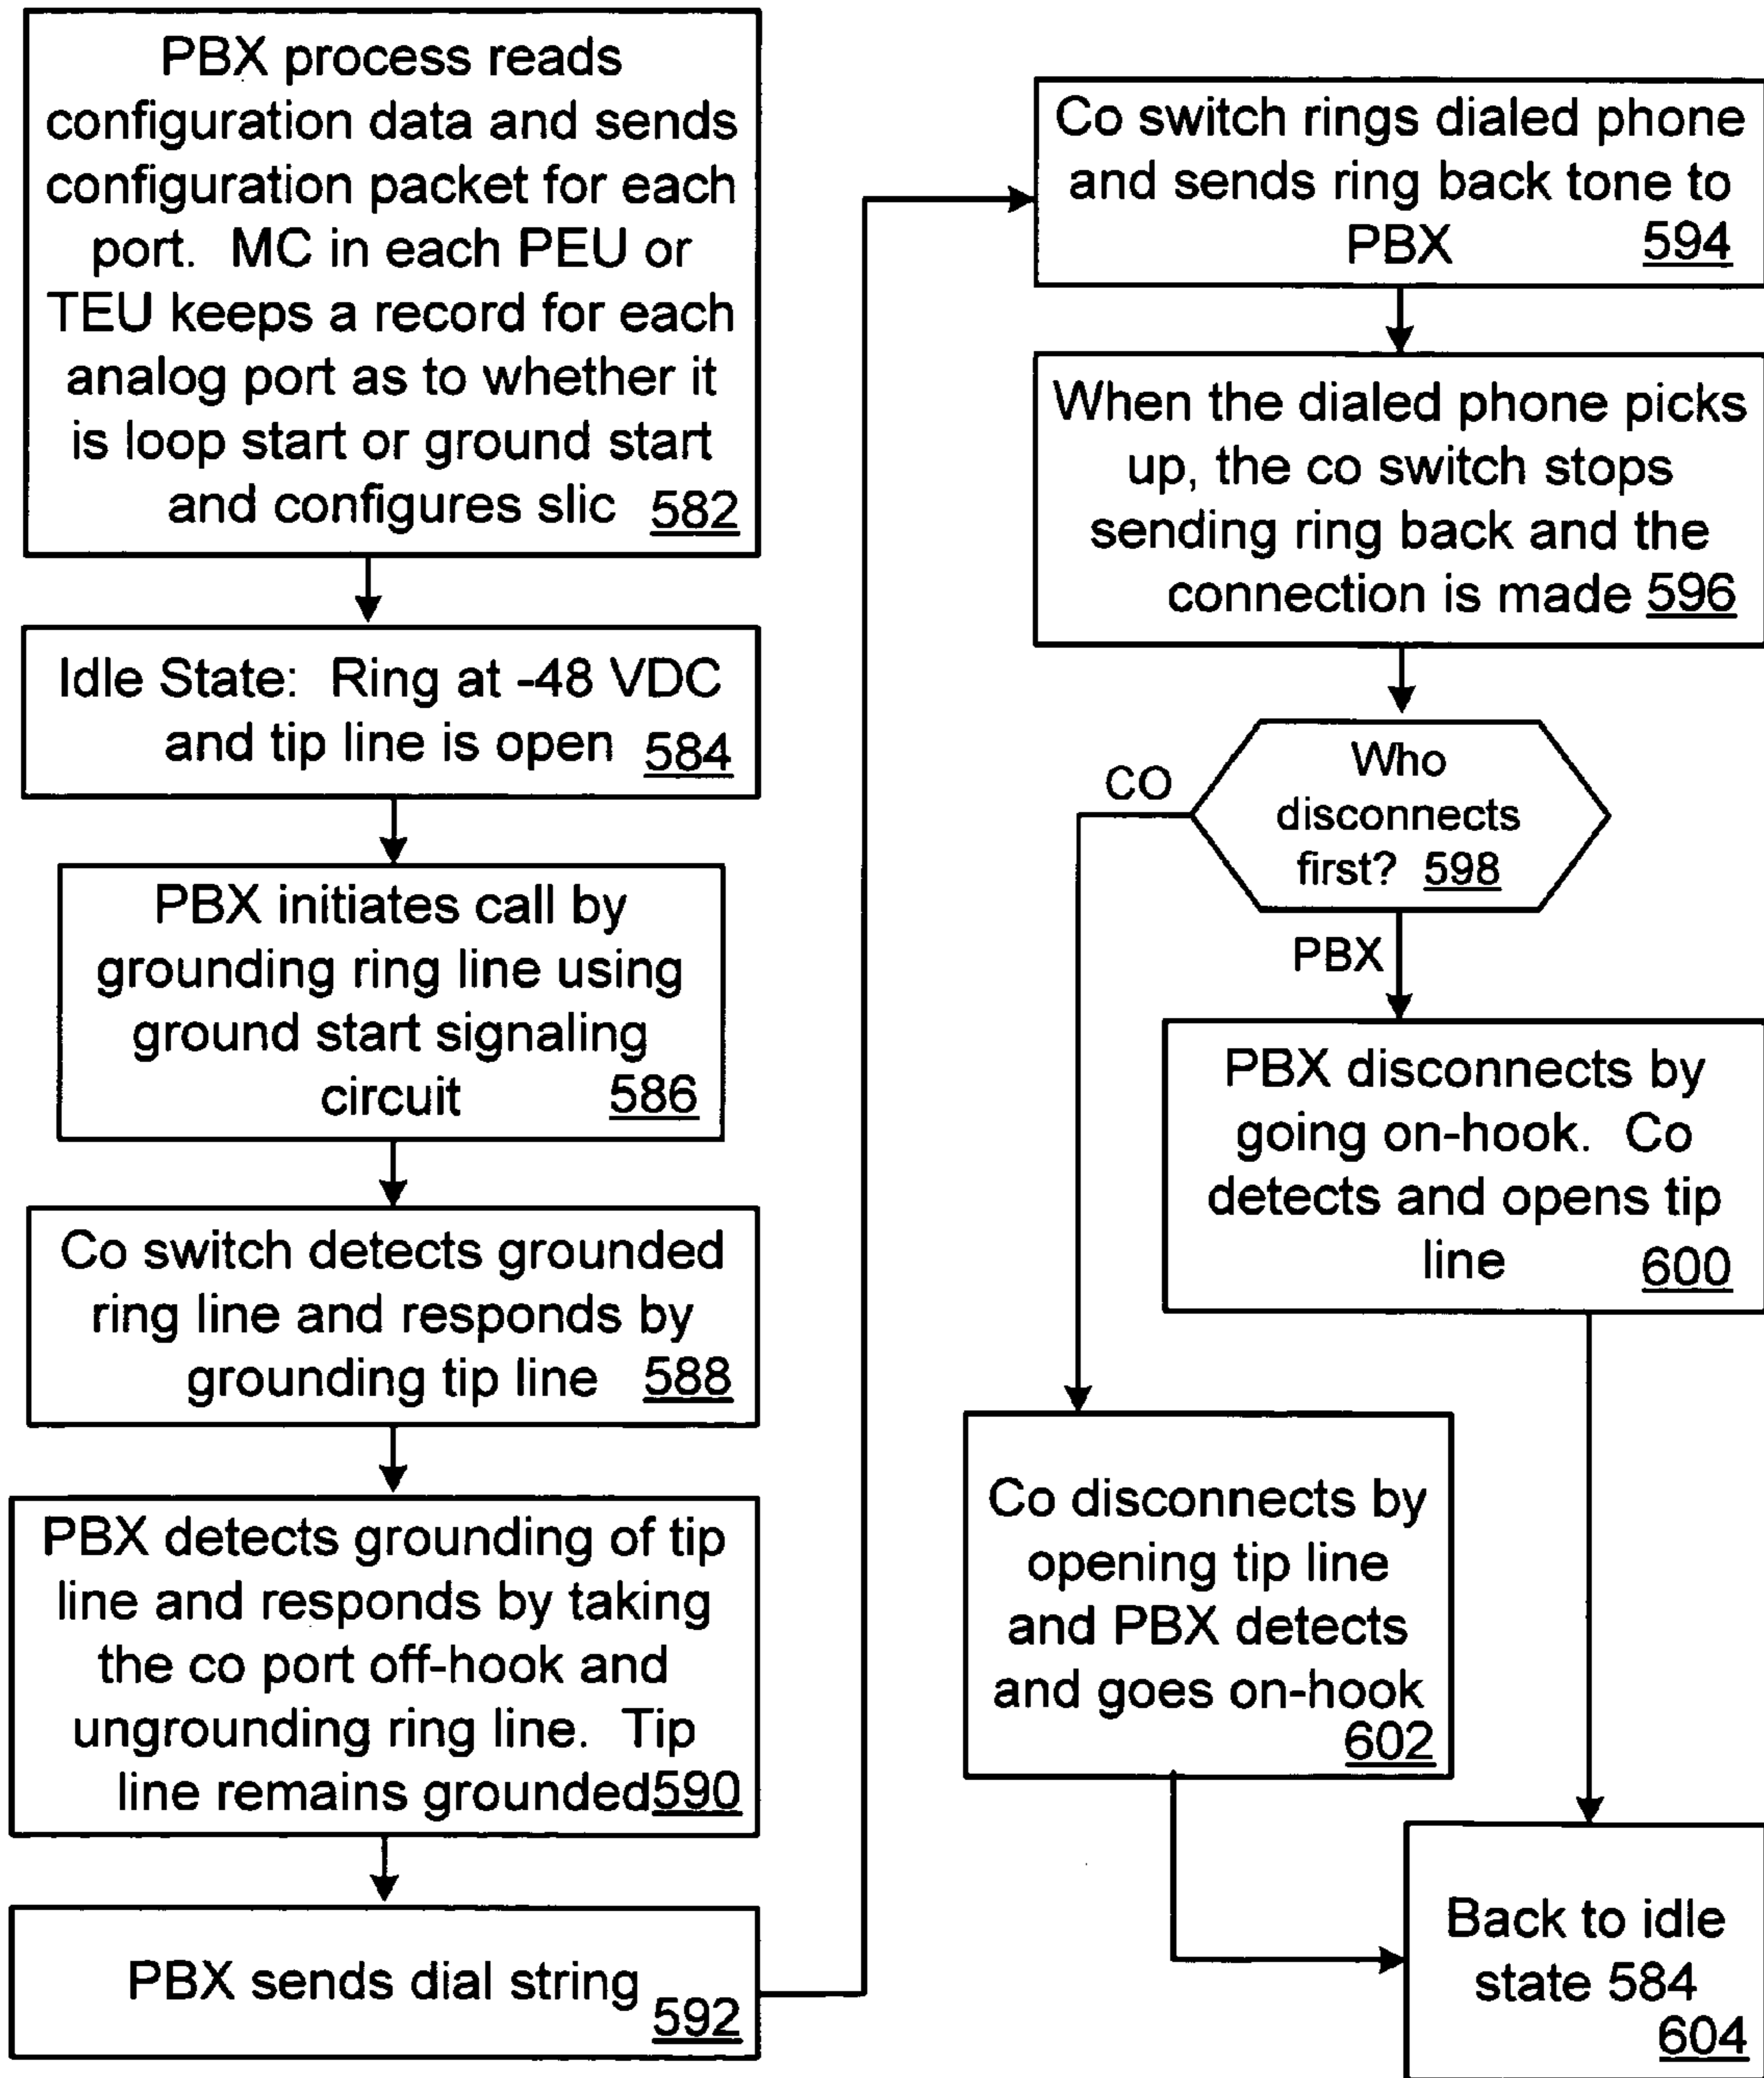 PBX process reads
configuration data and sends
configuration packet for each
port. MC in each PEU or
TEU keeps a record for each
analog port as to whether it
is loop start or ground start
and configures slic 582
Idle State: Ring at -48 VDC
and tip line is open 584
PBX initiates call by
grounding ring line using
ground start signaling
circuit 586
Co switch detects grounded
ring line and responds by
grounding tip line 588
PBX detects grounding of tip
line and responds by taking
the co port off-hook and
ungrounding ring line. Tip
line remains grounded 590
PBX sends dial string
592
Co switch rings dialed phone
and sends ring back tone to
PBX 594
When the dialed phone picks
up, the co switch stops
sending ring back and the
connection is made 596
Who
disconnects
first? 598
CO
PBX
PBX disconnects by
going on-hook. Co
detects and opens tip
line 600
Co disconnects by
opening tip line
and PBX detects
and goes on-hook
602
Back to idle
state 584
604